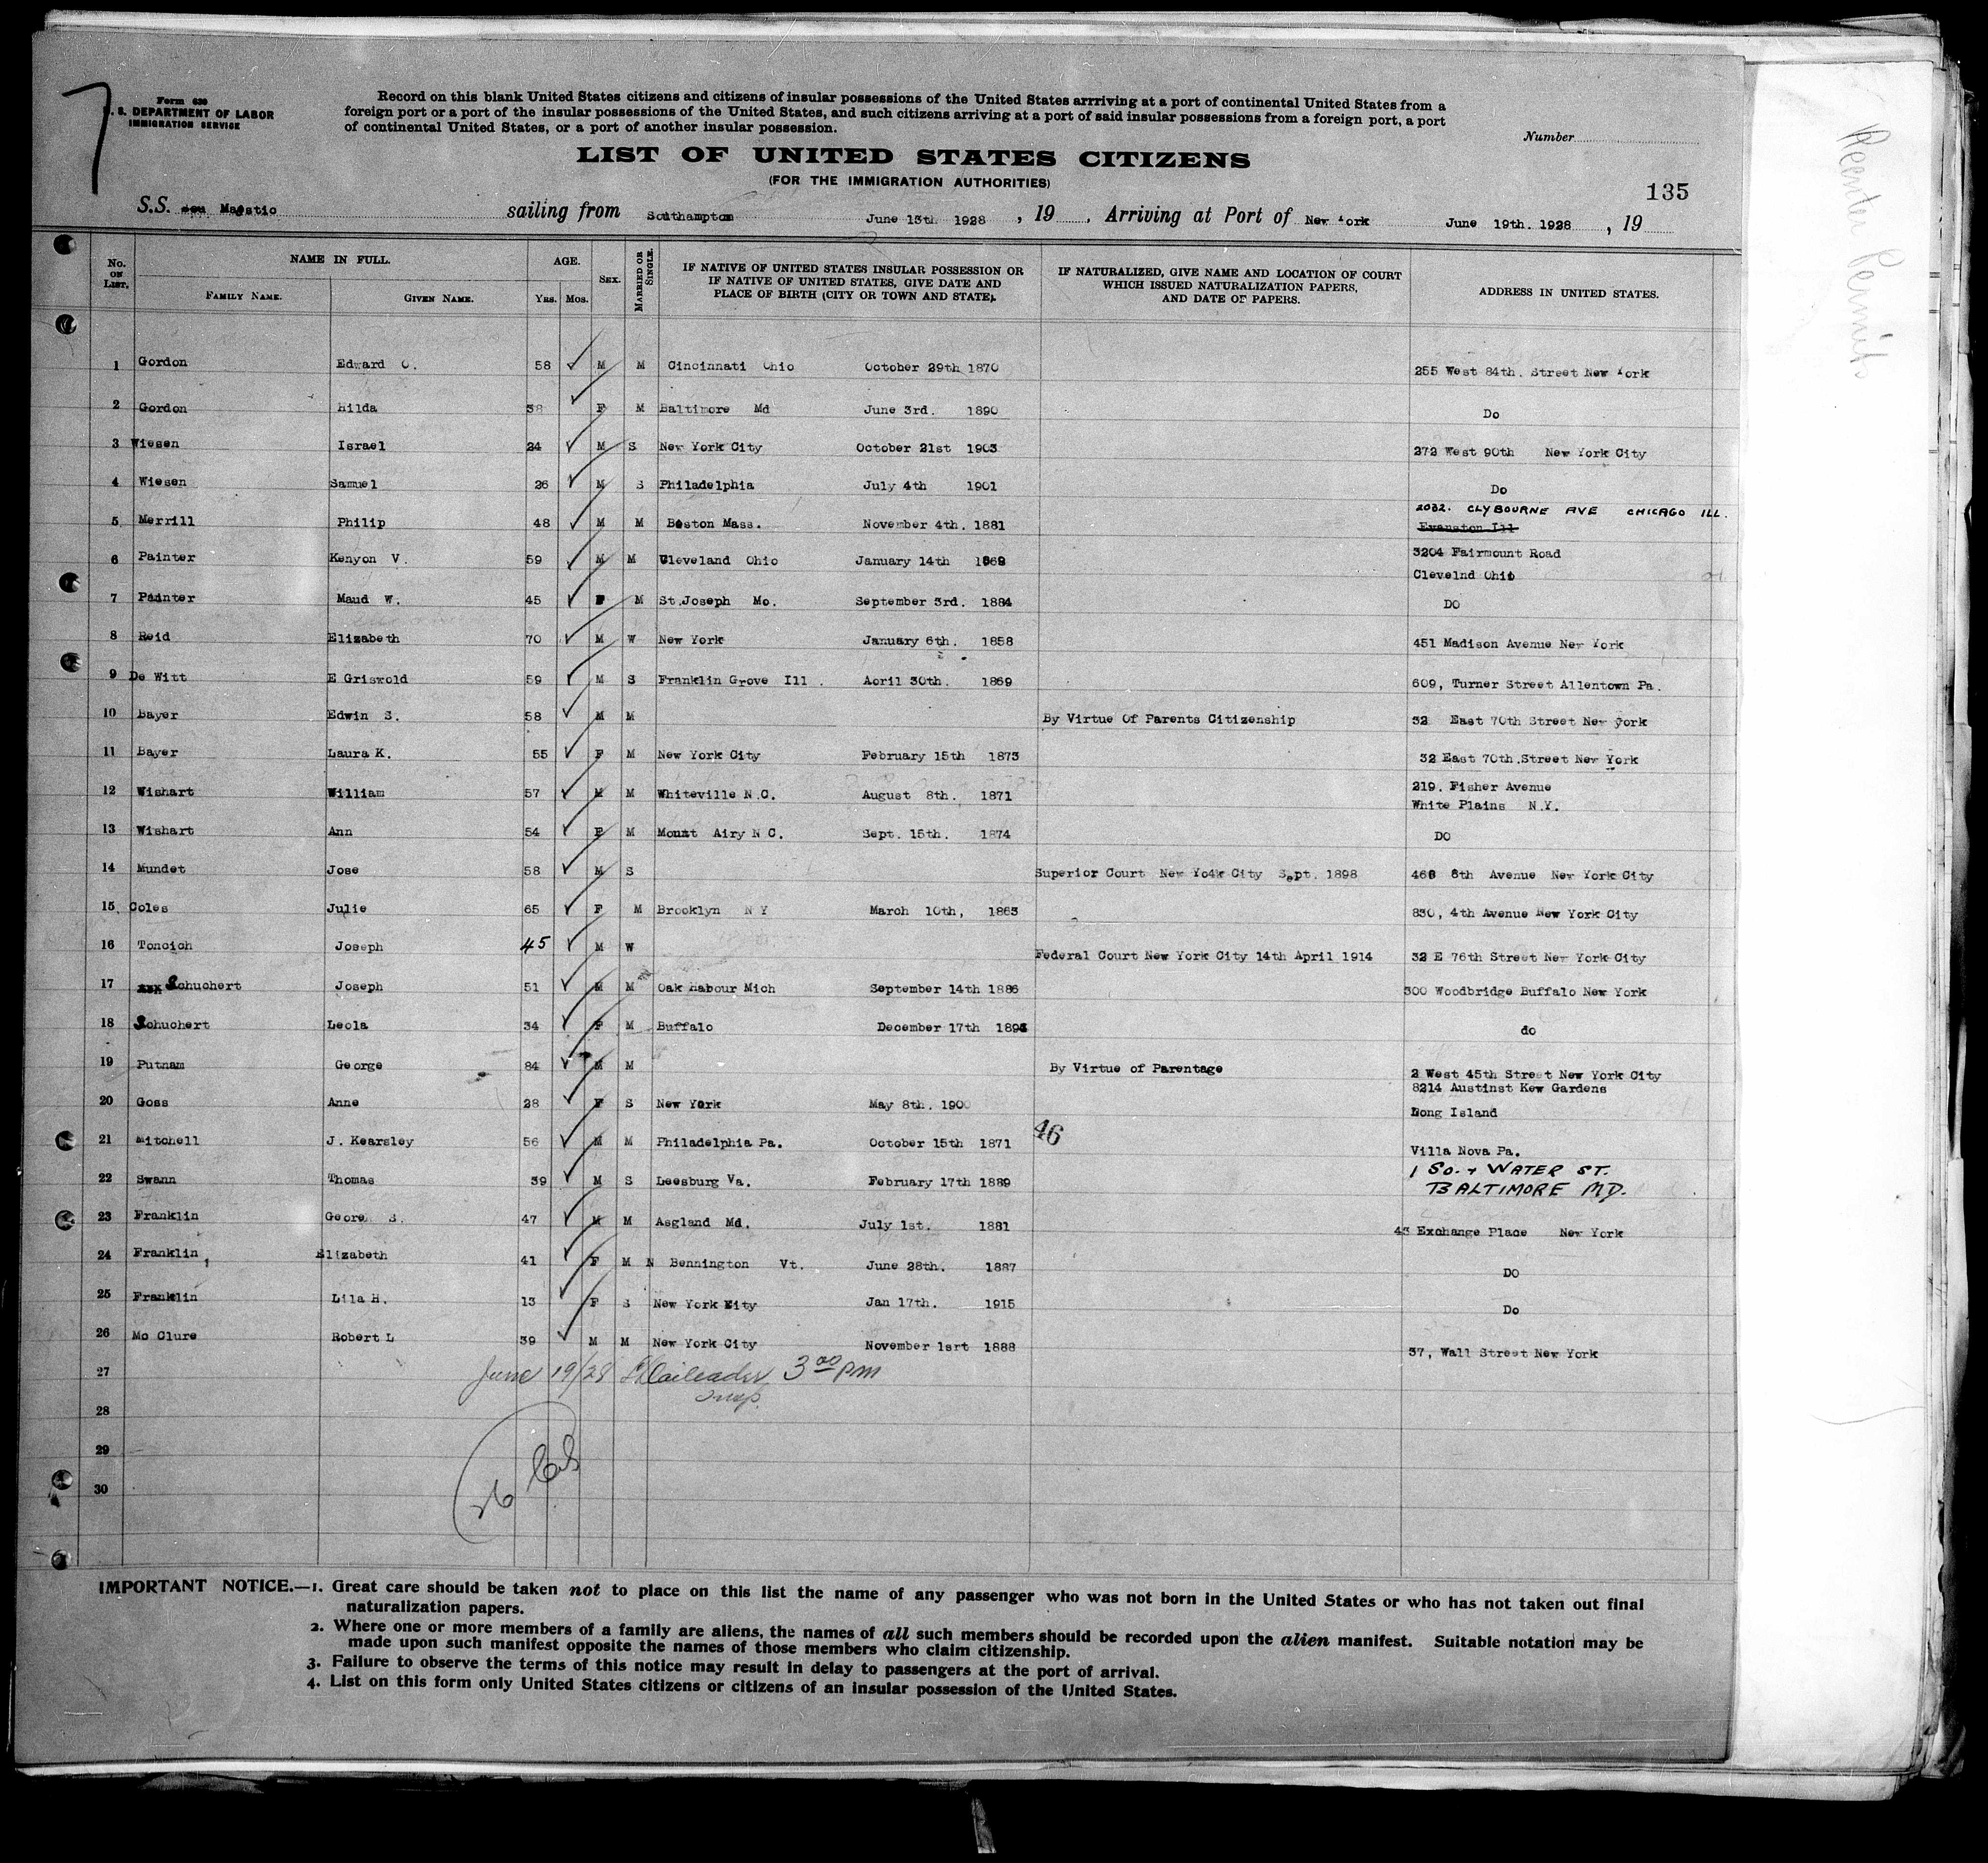 7
Form 630
U. S. DEPARTMENT OF LABOR
IMMIGRATION SERVICE
Record on this blank United States citizens and citizens of insular possessions of the United States arrriving at a port of continental United States from a
foreign port or a port of the insular possessions of the United States, and such citizens arriving at a port of said insular possessions from a foreign port, a port
of continental United States, or a port of another insular possession.
Number
LIST OF UNITED STATES CITIZENS
(FOR THE IMMIGRATION AUTHORITIES)
135
S.S. Majestic sailing from Southampton June 13th 1928, 19 , Arriving at Port of New York June 19th. 1928, 19
No. ON LIST. NAME IN FULL. FAMILY NAME. GIVEN NAME. AGE. YRS. MOS. SEX. MARRIED OR SINGLE. IF NATIVE OF UNITED STATES INSULAR POSSESSION OR IF NATIVE OF UNITED STATES, GIVE DATE AND PLACE OF BIRTH (CITY OR TOWN AND STATE). IF NATURALIZED, GIVE NAME AND LOCATION OF COURT WHICH ISSUED NATURALIZATION PAPERS, AND DATE OF PAPERS. ADDRESS IN UNITED STATES.
1 Gordon Edward C. 58 M M Cincinnati Ohio October 29th 1870 255 West 84th. Street New York
2 Gordon Hilda 38 F M Baltimore Md June 3rd. 1890 Do
3 Wiesen Israel 24 M S New York City October 21st 1903 272 West 90th New York City
4 Wiesen Samuel 26 M S Philadelphia July 4th 1901 Do
5 Merrill Philip 48 M M Boston Mass. November 4th. 1881 2032. CLYBOURNE AVE CHICAGO ILL.
Evanston Ill
6 Painter Kenyon V. 59 M M Cleveland Ohio January 14th 1868 3204 Fairmount Road
Clevelnd Ohio
7 Painter Maud W. 45 F M St.Joseph Mo. September 3rd. 1884 DO
8 Reid Elizabeth 70 M W New York January 6th. 1858 451 Madison Avenue New York
9 De Witt E Griswold 59 M S Franklin Grove Ill. April 30th. 1869 609, Turner Street Allentown Pa.
10 Bayer Edwin S. 58 M M By Virtue Of Parents Citizenship 32 East 70th Street New York
11 Bayer Laura K. 55 F M New York City February 15th 1873 32 East 70th.Street New York
12 Wishart William 57 M M Whiteville N.C. August 8th. 1871 219. Fisher Avenue
White Plains N.Y.
13 Wishart Ann 54 F M Mount Airy N C. Sept. 15th. 1874 DO
14 Mundet Jose 58 M S Superior Court New York City Sept. 1898 468 8th Avenue New York City
15 Coles Julie 65 F M Brooklyn N Y March 10th, 1863 830, 4th Avenue New York City
16 Toncich Joseph 45 M W Federal Court New York City 14th April 1914 32 E 76th Street New York City
17 Schuchert Joseph 51 M M Oak Habour Mich September 14th 1886 300 Woodbridge Buffalo New York
18 Schuchert Leola 34 F M Buffalo December 17th 1893 do
19 Putnam George 84 M M By Virtue of Parentage 2 West 45th Street New York City
20 Goss Anne 28 F S New York May 8th. 1900 8214 Austinst Kew Gardens
Long Island
21 Mitchell J. Kearsley 56 M M Philadelphia Pa. October 15th 1871 46 Villa Nova Pa.
22 Swann Thomas 39 M S Leesburg Va. February 17th 1889 1 SO. + WATER ST.
BALTIMORE MD.
23 Franklin George S. 47 M M Asgland Md. July 1st. 1881 43 Exchange Place New York
24 Franklin Elizabeth 41 F M N Bennington Vt. June 28th. 1887 DO
25 Franklin Lila H. 13 F S New York City Jan 17th. 1915 Do
26 Mc Clure Robert L 39 M M New York City November 1srt 1888 37, Wall Street New York
27 June 19/28 3 00 pm
Insp.
28
29
30
26
IMPORTANT NOTICE.—1. Great care should be taken not to place on this list the name of any passenger who was not born in the United States or who has not taken out final
naturalization papers.
2. Where one or more members of a family are aliens, the names of all such members should be recorded upon the alien manifest. Suitable notation may be
made upon such manifest opposite the names of those members who claim citizenship.
3. Failure to observe the terms of this notice may result in delay to passengers at the port of arrival.
4. List on this form only United States citizens or citizens of an insular possession of the United States.
Reenter Permits